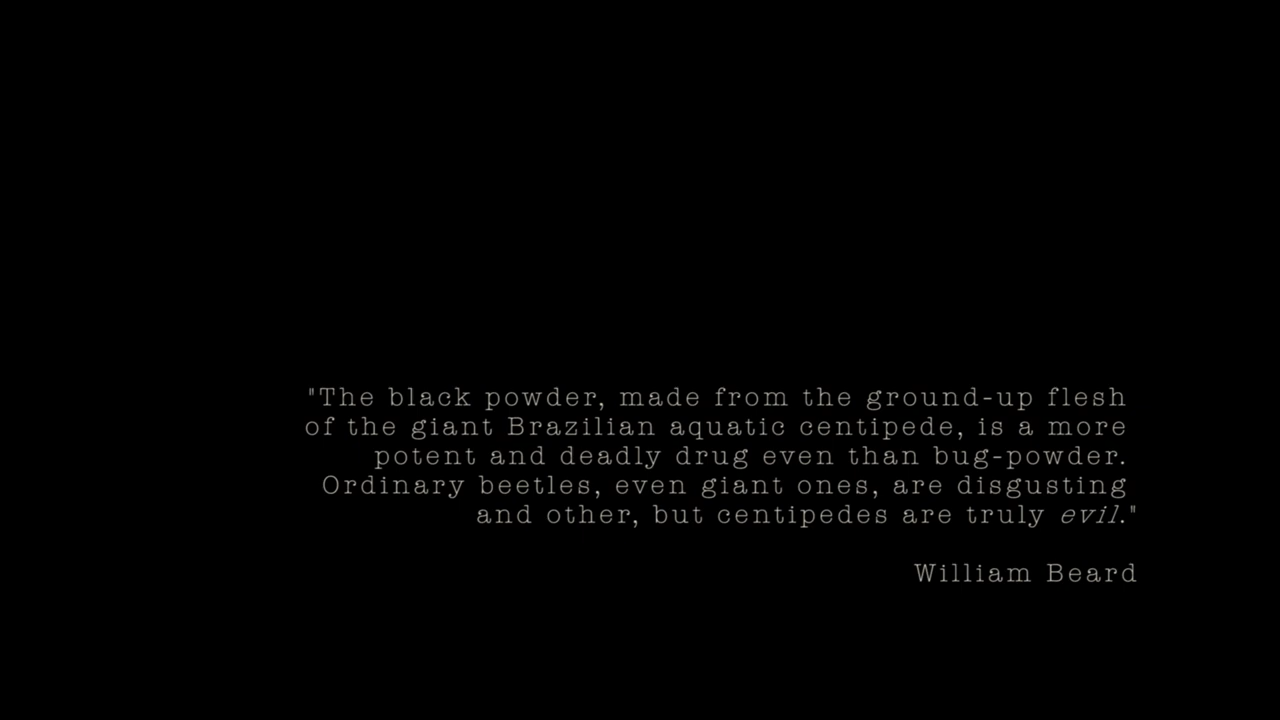 "The black powder, made from the ground-up flesh
of the giant Brazilian aquatic centipede, is a more
potent and deadly drug even than bug-powder.
Ordinary beetles, even giant ones, are disgusting
and other, but centipedes are truly evil."
William Beard